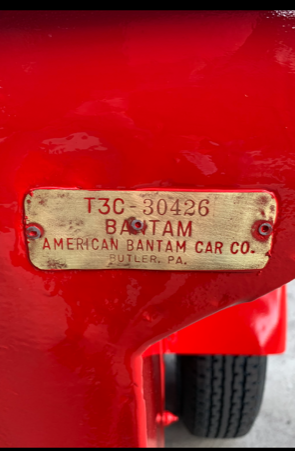 T3C-30426
BANTAM
AMERICAN BANTAM CAR CO.
BUTLER, PA.